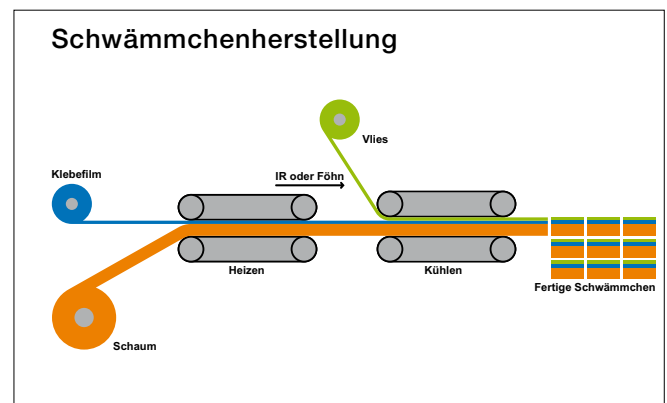 Schwämmchenherstellung
Vlies
Klebefilm
IR oder Föhn
Heizen
Kühlen
Fertige Schwämmchen
Schaum